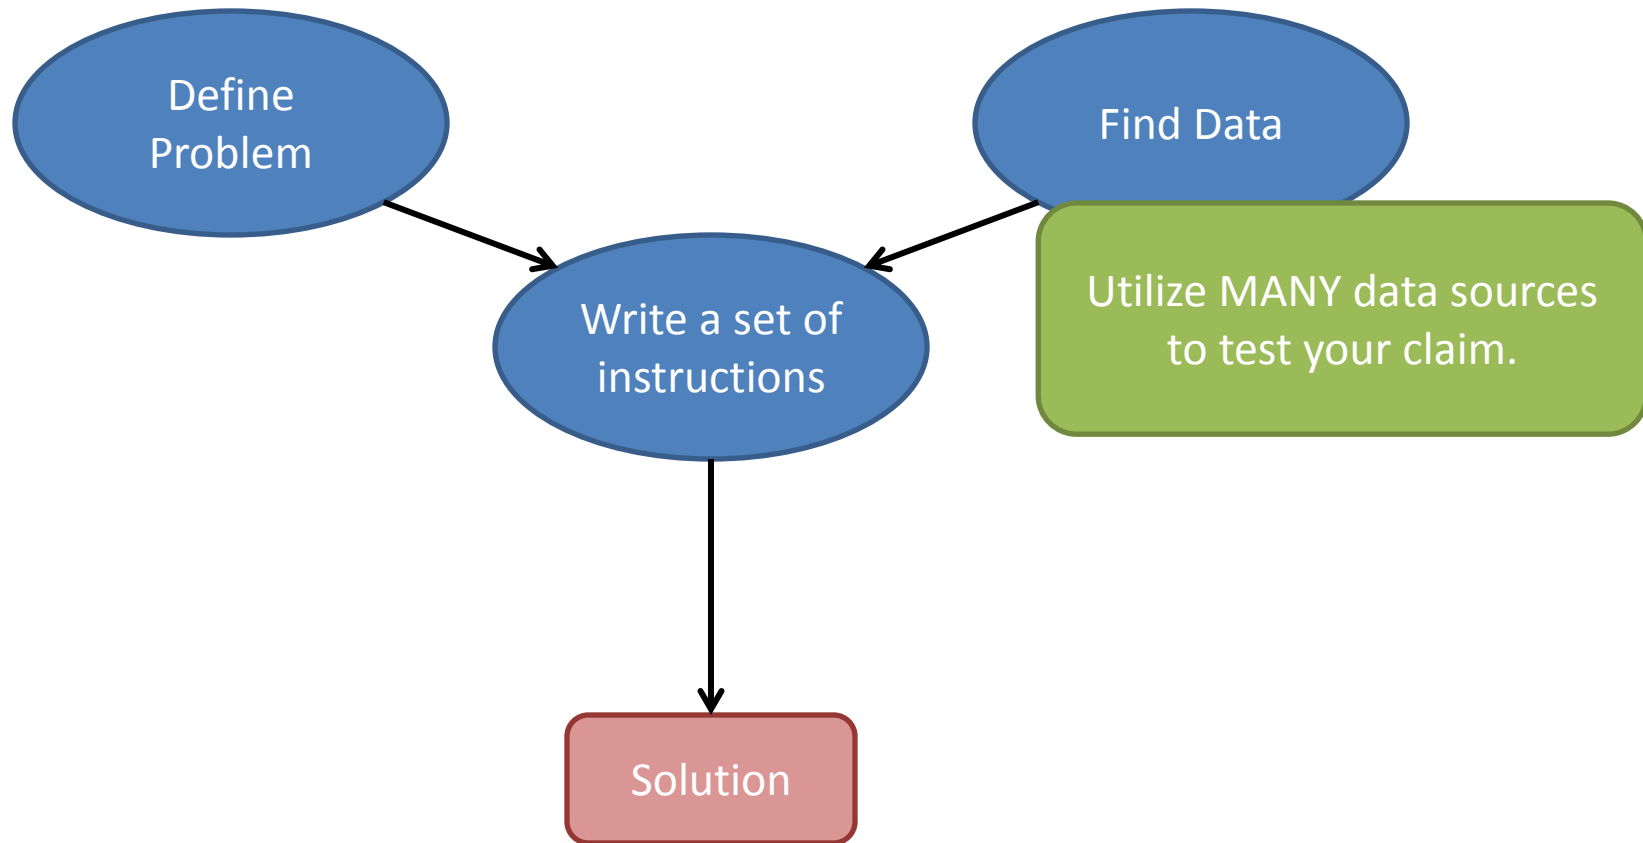 Define
Problem
Find Data
Utilize MANY data sources
to test your claim.
Write a set of
instructions
Solution